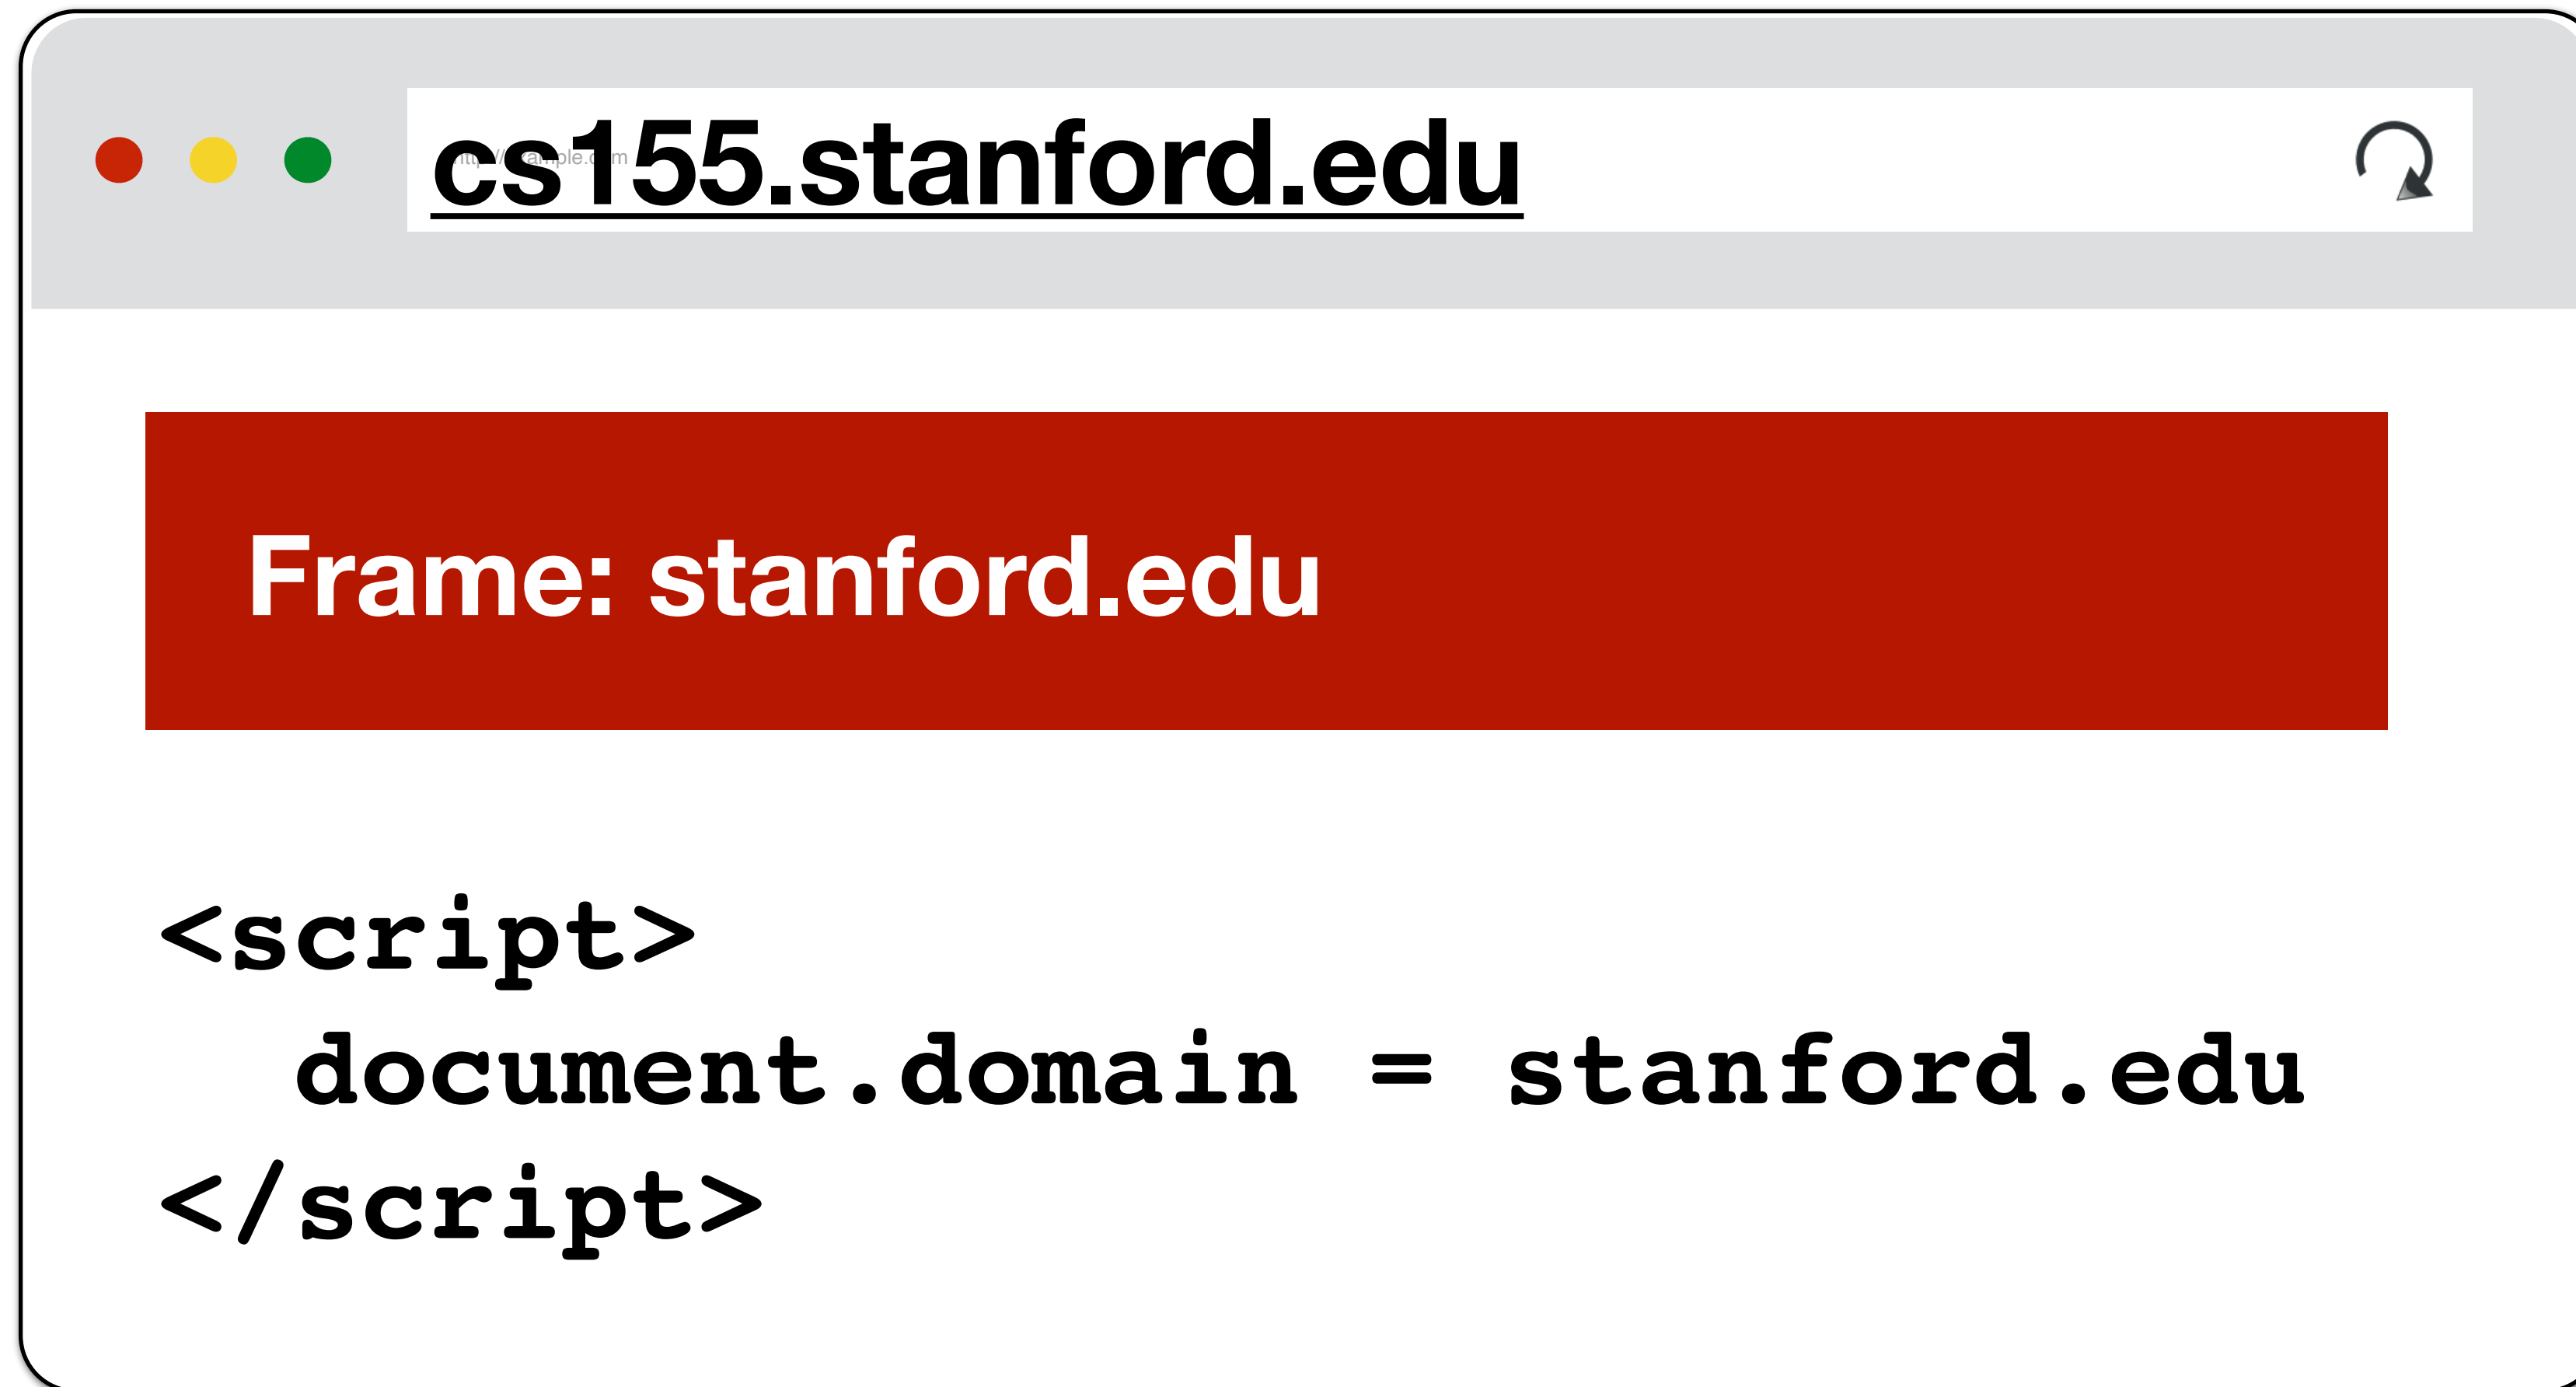 cs155.stanford.edu
Frame: stanford.edu
<script>
document.domain = stanford.edu
</script>